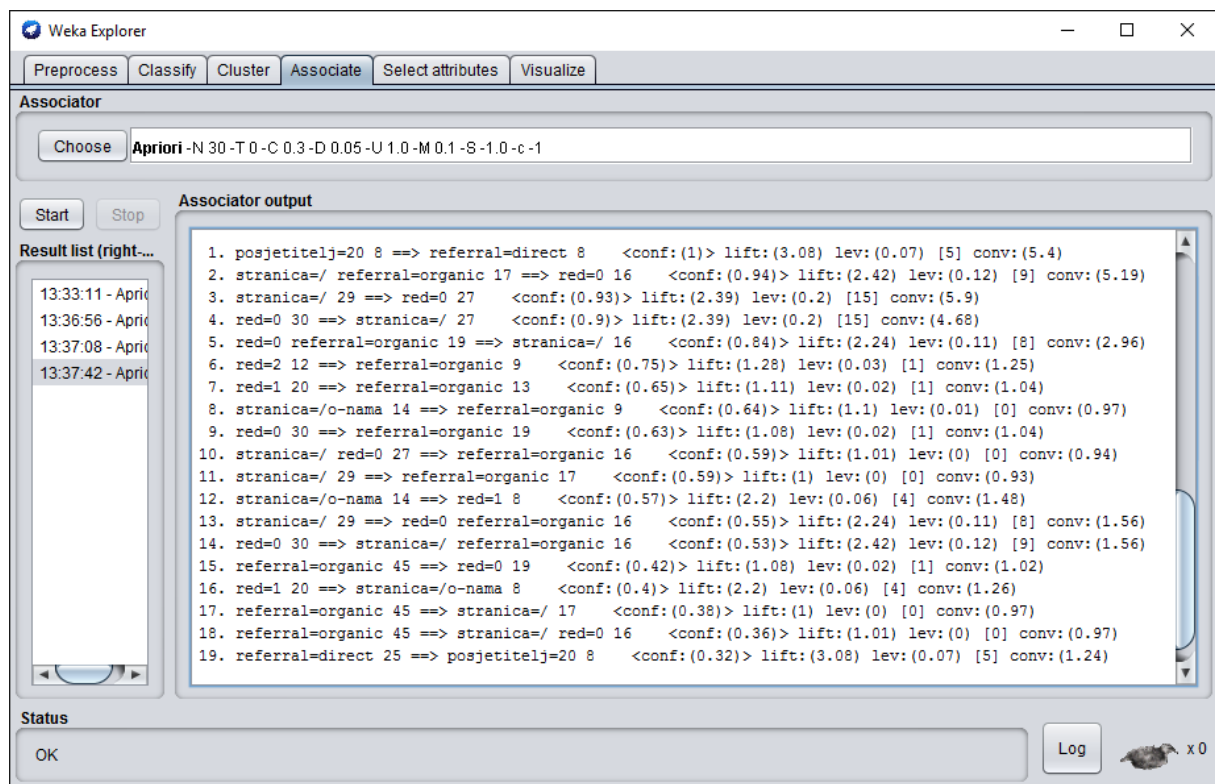 Weka Explorer
Preprocess Classify Cluster Associate Select attributes Visualize
Associator
Choose Apriori -N 30 -T 0 -C 0.3 -D 0.05 -U 1.0 -M 0.1 -S -1.0 -c -1
Start Stop
Result list (right-...
13:33:11 - Apric
13:36:56 - Apric
13:37:08 - Apric
13:37:42 - Apric
Associator output
1. posjetitelj=20 8 ==> referral=direct 8 <conf:(1)> lift:(3.08) lev:(0.07) [5] conv:(5.4)
2. stranica=/ referral=organic 17 ==> red=0 16 <conf:(0.94)> lift:(2.42) lev:(0.12) [9] conv:(5.19)
3. stranica=/ 29 ==> red=0 27 <conf:(0.93)> lift:(2.39) lev:(0.2) [15] conv:(5.9)
4. red=0 30 ==> stranica=/ 27 <conf:(0.9)> lift:(2.39) lev:(0.2) [15] conv:(4.68)
5. red=0 referral=organic 19 ==> stranica=/ 16 <conf:(0.84)> lift:(2.24) lev:(0.11) [8] conv:(2.96)
6. red=2 12 ==> referral=organic 9 <conf:(0.75)> lift:(1.28) lev:(0.03) [1] conv:(1.25)
7. red=1 20 ==> referral=organic 13 <conf:(0.65)> lift:(1.11) lev:(0.02) [1] conv:(1.04)
8. stranica=/o-nama 14 ==> referral=organic 9 <conf:(0.64)> lift:(1.1) lev:(0.01) [0] conv:(0.97)
9. red=0 30 ==> referral=organic 19 <conf:(0.63)> lift:(1.08) lev:(0.02) [1] conv:(1.04)
10. stranica=/ red=0 27 ==> referral=organic 16 <conf:(0.59)> lift:(1.01) lev:(0) [0] conv:(0.94)
11. stranica=/ 29 ==> referral=organic 17 <conf:(0.59)> lift:(1) lev:(0) [0] conv:(0.93)
12. stranica=/o-nama 14 ==> red=1 8 <conf:(0.57)> lift:(2.2) lev:(0.06) [4] conv:(1.48)
13. stranica=/ 29 ==> red=0 referral=organic 16 <conf:(0.55)> lift:(2.24) lev:(0.11) [8] conv:(1.56)
14. red=0 30 ==> stranica=/ referral=organic 16 <conf:(0.53)> lift:(2.42) lev:(0.12) [9] conv:(1.56)
15. referral=organic 45 ==> red=0 19 <conf:(0.42)> lift:(1.08) lev:(0.02) [1] conv:(1.02)
16. red=1 20 ==> stranica=/o-nama 8 <conf:(0.4)> lift:(2.2) lev:(0.06) [4] conv:(1.26)
17. referral=organic 45 ==> stranica=/ 17 <conf:(0.38)> lift:(1) lev:(0) [0] conv:(0.97)
18. referral=organic 45 ==> stranica=/ red=0 16 <conf:(0.36)> lift:(1.01) lev:(0) [0] conv:(0.97)
19. referral=direct 25 ==> posjetitelj=20 8 <conf:(0.32)> lift:(3.08) lev:(0.07) [5] conv:(1.24)
Status
OK
Log
x 0